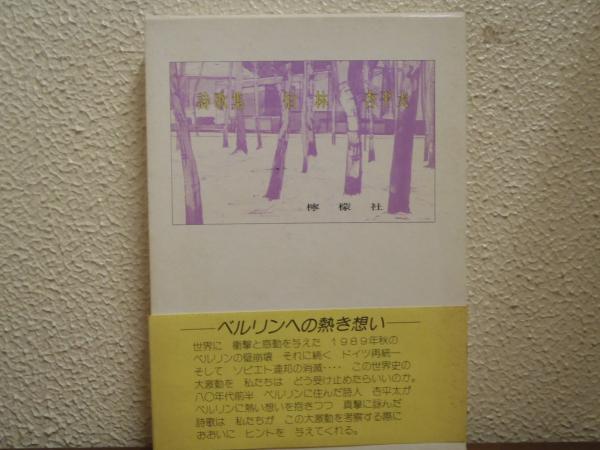 詩歌集 伯林 杏平太
檸檬社
ベルリンへの熱き想い
世界に 衝撃と感動を与えた 1989年秋の
ベルリンの壁崩壊 それに続く ドイツ再統一
そして ソビエト連邦の消滅‥‥ この世界史の
大激動を 私たちは どう受け止めたらいいのか。
八〇年代前半 ベルリンに住んだ詩人 杏平太が
ベルリンに熱い想いを抱きつつ 真摯に詠んだ
詩歌は 私たちが この大激動を考察する際に
おおいに ヒントを 与えてくれる。